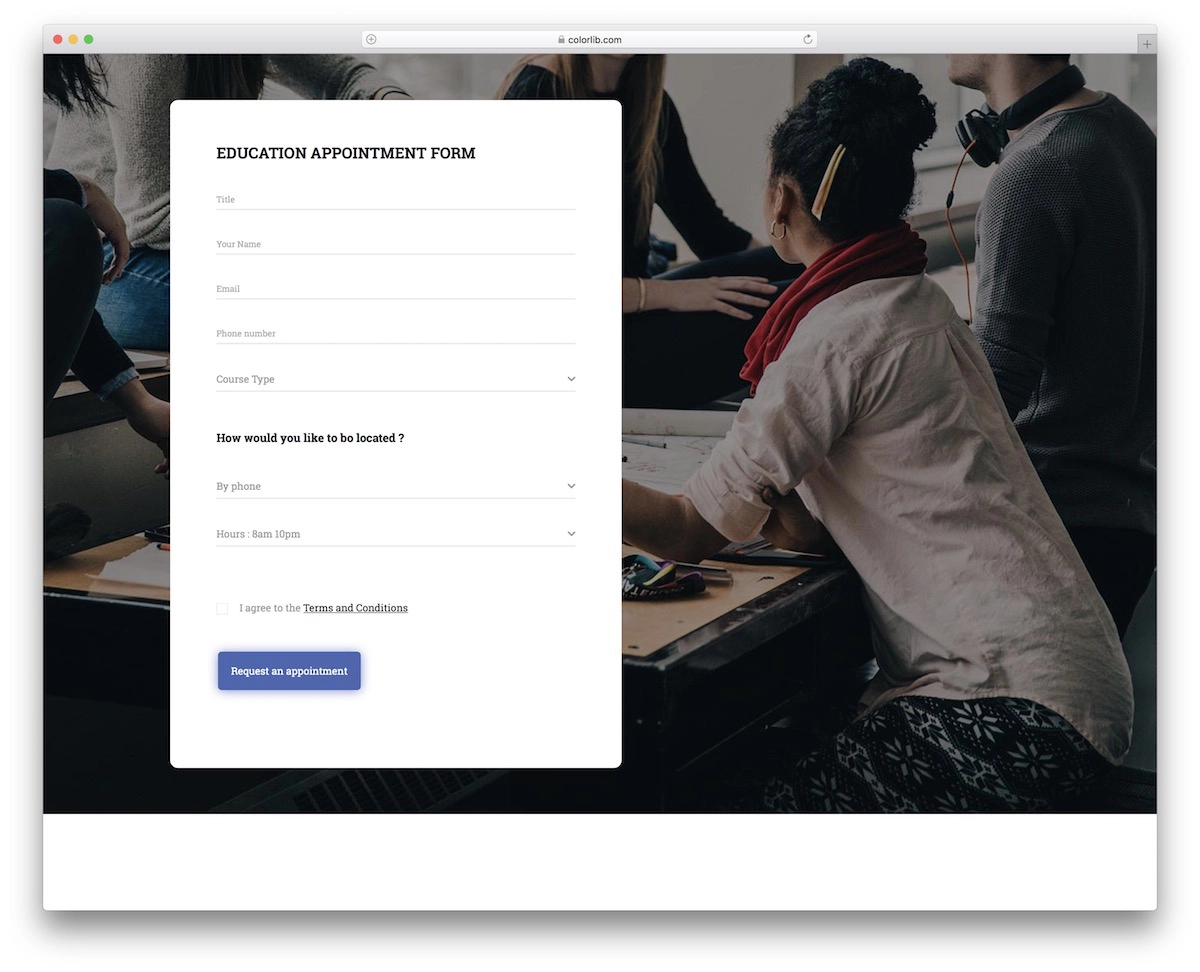 colorlib.com
EDUCATION APPOINTMENT FORM
Title
Your Name
Email
Phone number
Course Type
How would you like to bo located ?
By phone
Hours : 8am 10pm
I agree to the Terms and Conditions
Request an appointment